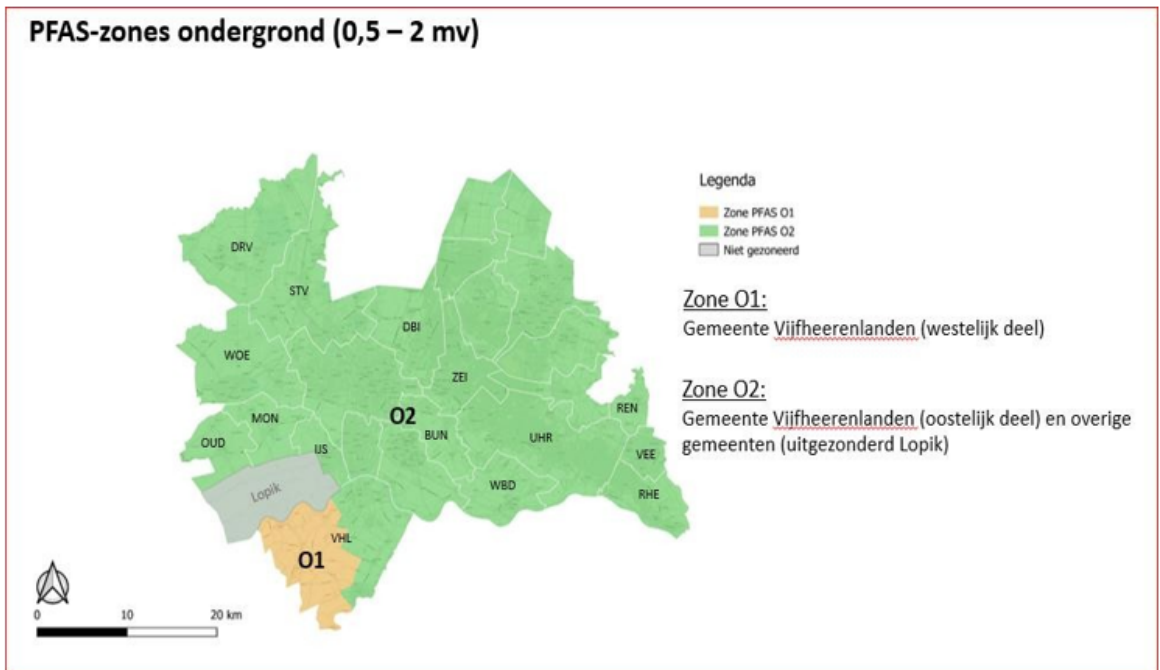 PFAS-zones ondergrond (0,5 – 2 mv)
Legenda
Zone PFAS O1
Zone PFAS O2
Niet gezoneerd
DRV
STV
DBI
WOE
ZEI
MON
O2
BUN
REN
OUD
IJS
UHR
VEE
WBD
RHE
Lopik
VHL
O1
Zone O1:
Gemeente Vijfheerenlanden (westelijk deel)
Zone O2:
Gemeente Vijfheerenlanden (oostelijk deel) en overige
gemeenten (uitgezonderd Lopik)
0 10 20 km